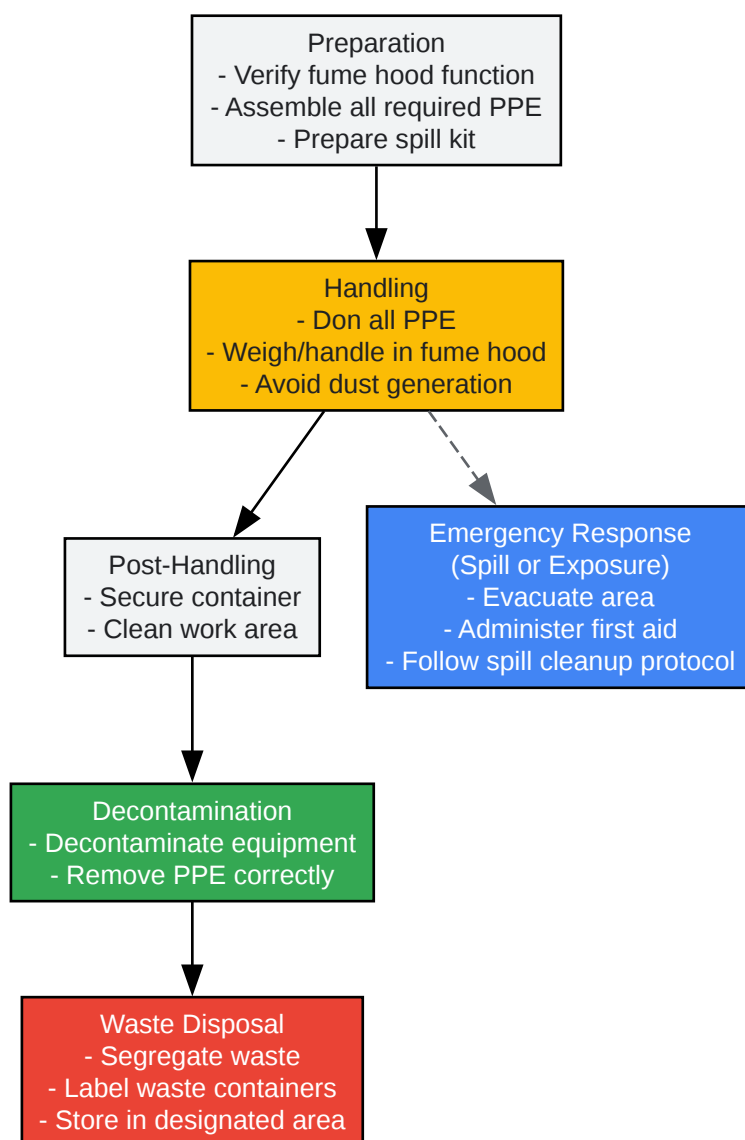 Preparation
- Verify fume hood function
- Assemble all required PPE
- Prepare spill kit
Handling
- Don all PPE
- Weigh/handle in fume hood
- Avoid dust generation
Post-Handling
- Secure container
- Clean work area
Emergency Response
(Spill or Exposure)
- Evacuate area
- Administer first aid
- Follow spill cleanup protocol
Decontamination
- Decontaminate equipment
- Remove PPE correctly
Waste Disposal
- Segregate waste
- Label waste containers
- Store in designated area